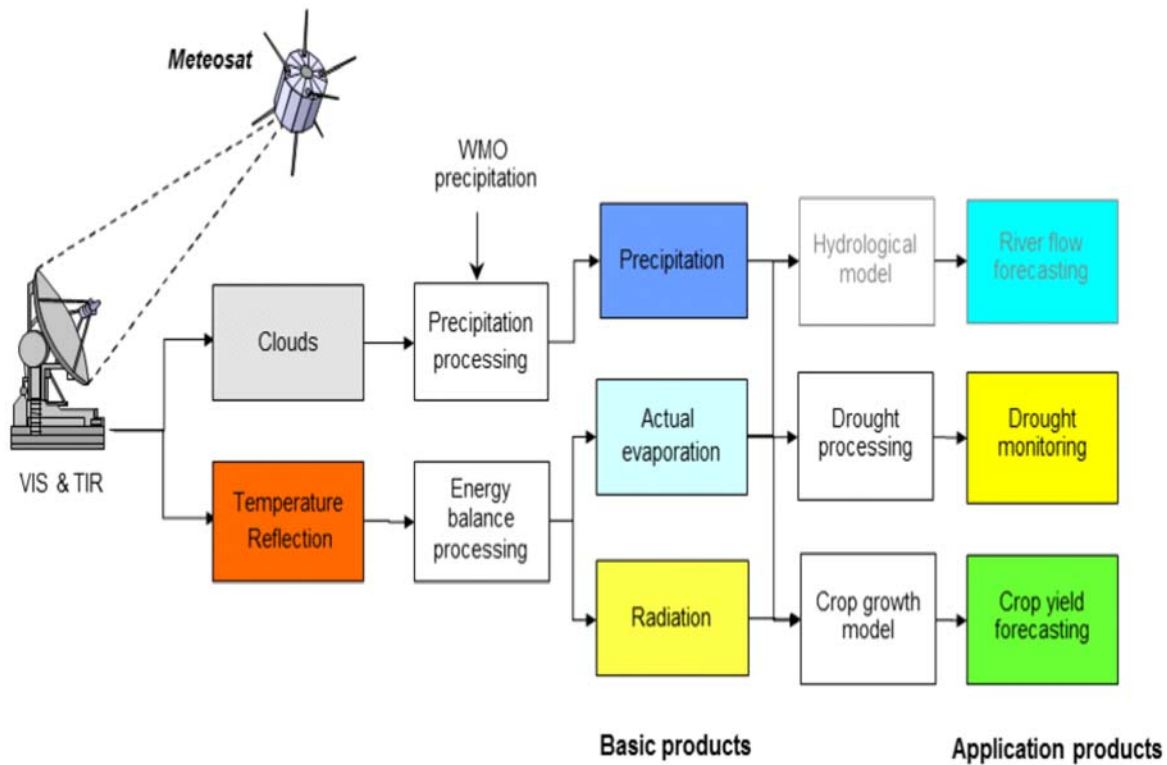 Meteosat
WMO
precipitation
Precipitation
Hydrological
model
River flow
forecasting
Clouds
Precipitation
processing
Actual
evaporation
Drought
processing
Drought
monitoring
VIS & TIR
Temperature
Reflection
Energy
balance
processing
Radiation
Crop growth
model
Crop yield
forecasting
Basic products
Application products